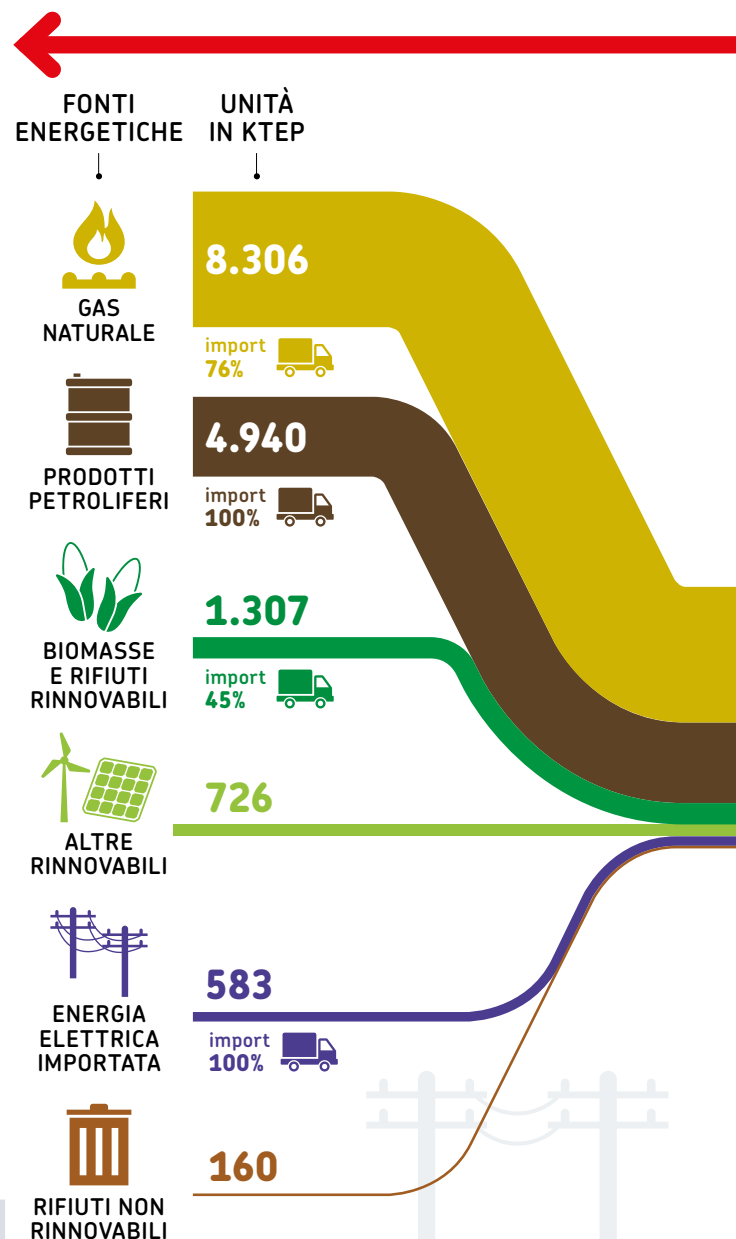 FONTI
ENERGETICHE
UNITÀ
IN KTEP
GAS
NATURALE
8.306
import
76%
PRODOTTI
PETROLIFERI
4.940
import
100%
BIOMASSE
E RIFIUTI
RINNOVABILI
1.307
import
45%
ALTRE
RINNOVABILI
726
ENERGIA
ELETTRICA
IMPORTATA
583
import
100%
RIFIUTI NON
RINNOVABILI
160